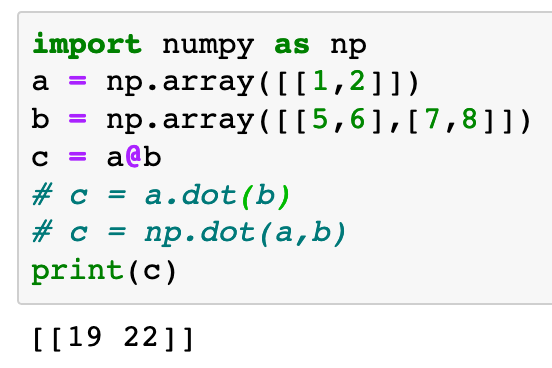 import numpy as np
a = np.array([[1,2]])
b = np.array([[5,6],[7,8]])
c = a@b
# c = a.dot(b)
# c = np.dot(a,b)
print(c)
[[19 22]]